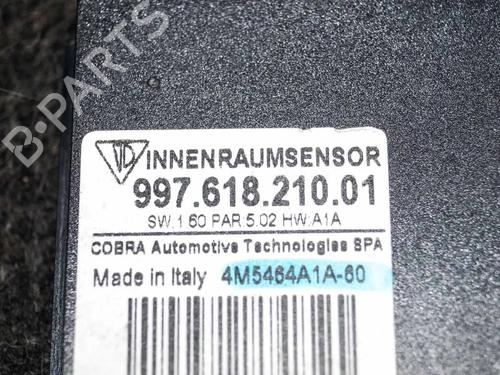 B-PARTS
INNENRAUMSENSOR
997.618.210.01
SW.1 60 PAR 5.02 HW:A1A
COBRA Automotive Technologies SPA
Made in Italy 4M5464A1A-60